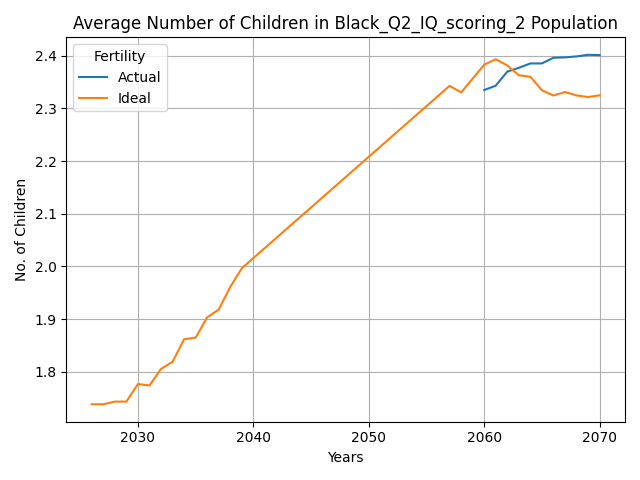 Average Number of Children in Black_Q2_IQ_scoring_2 Population
Fertility
Actual
Ideal
2.4
2.3
2.2
2.1
2.0
1.9
1.8
No. of Children
2030
2040
2050
2060
2070
Years